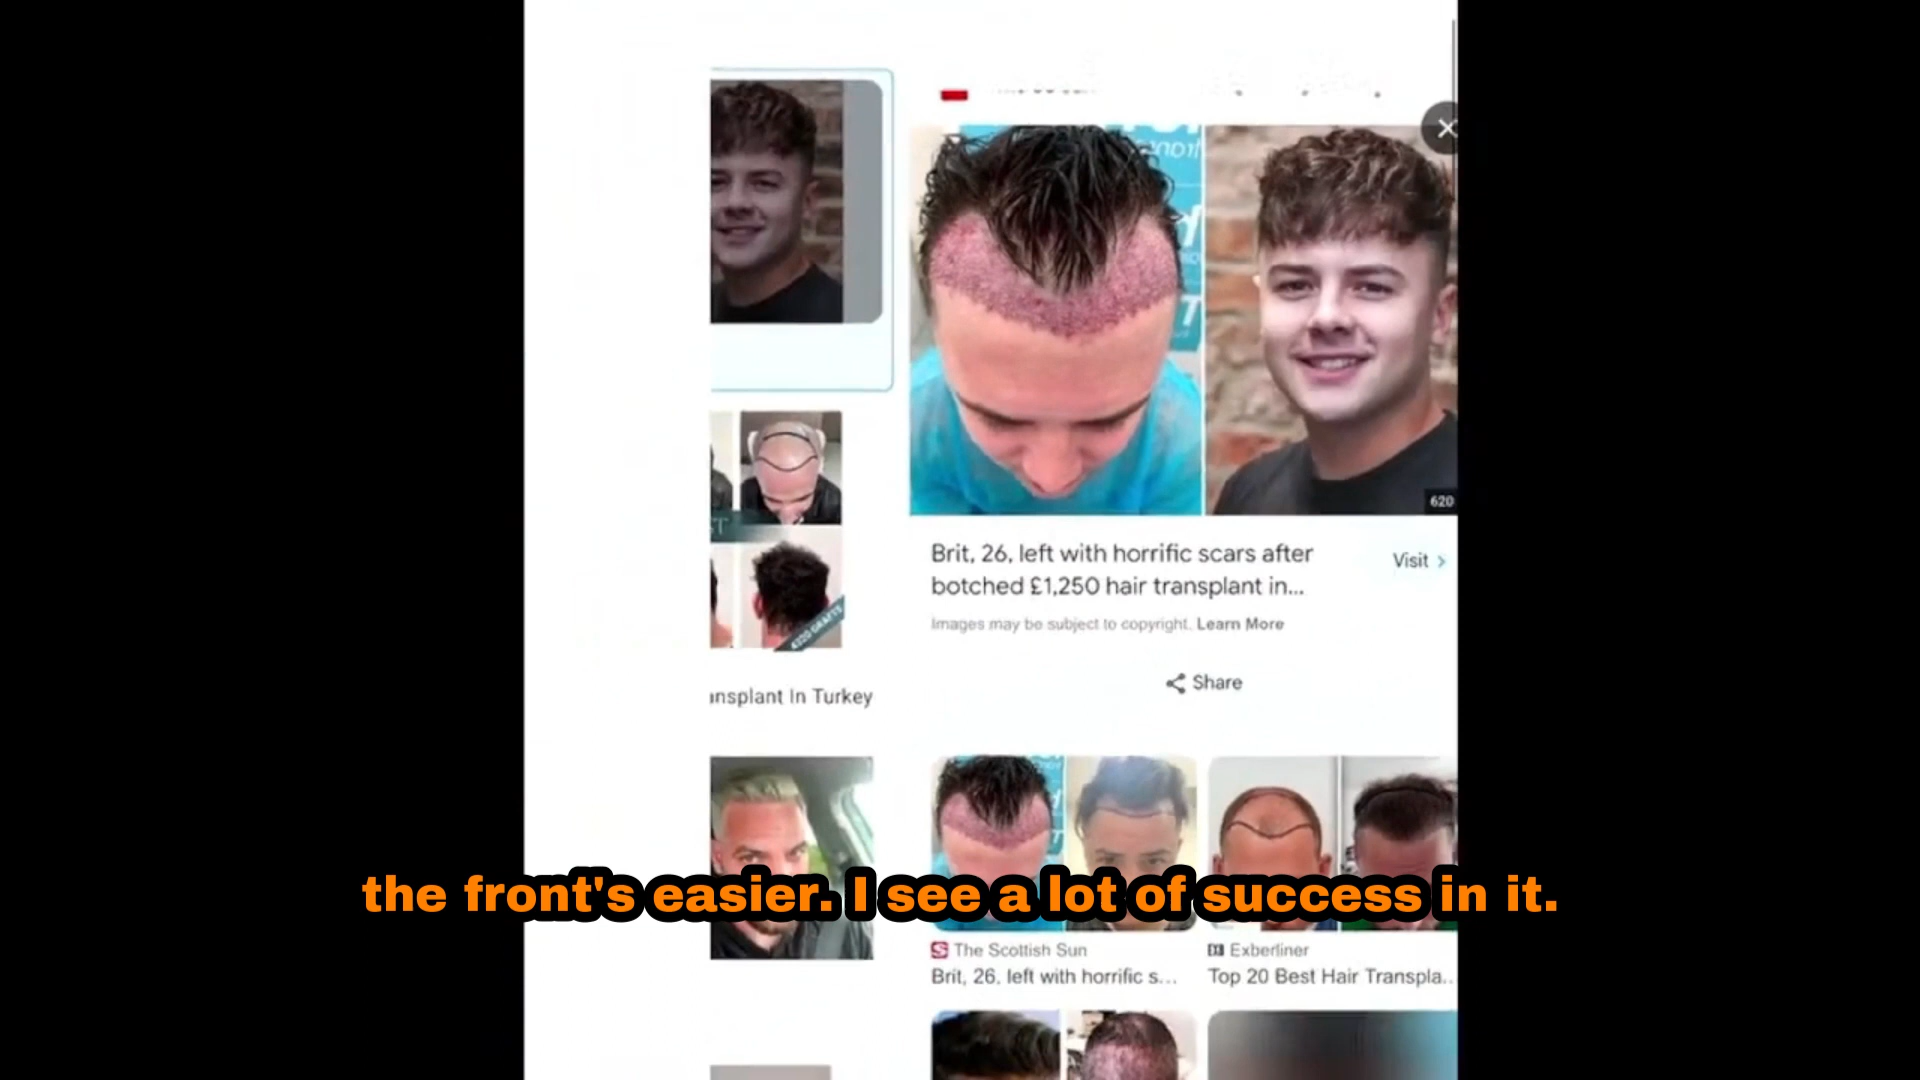 620
Brit, 26, left with horrific scars after
botched £1,250 hair transplant in...
Visit >
Images may be subject to copyright. Learn More
Share
4320 GRAFTS
ansplant In Turkey
the front's easier. I see a lot of success in it.
The Scottish Sun
Brit, 26, left with horrific s...
Exberliner
Top 20 Best Hair Transpla..